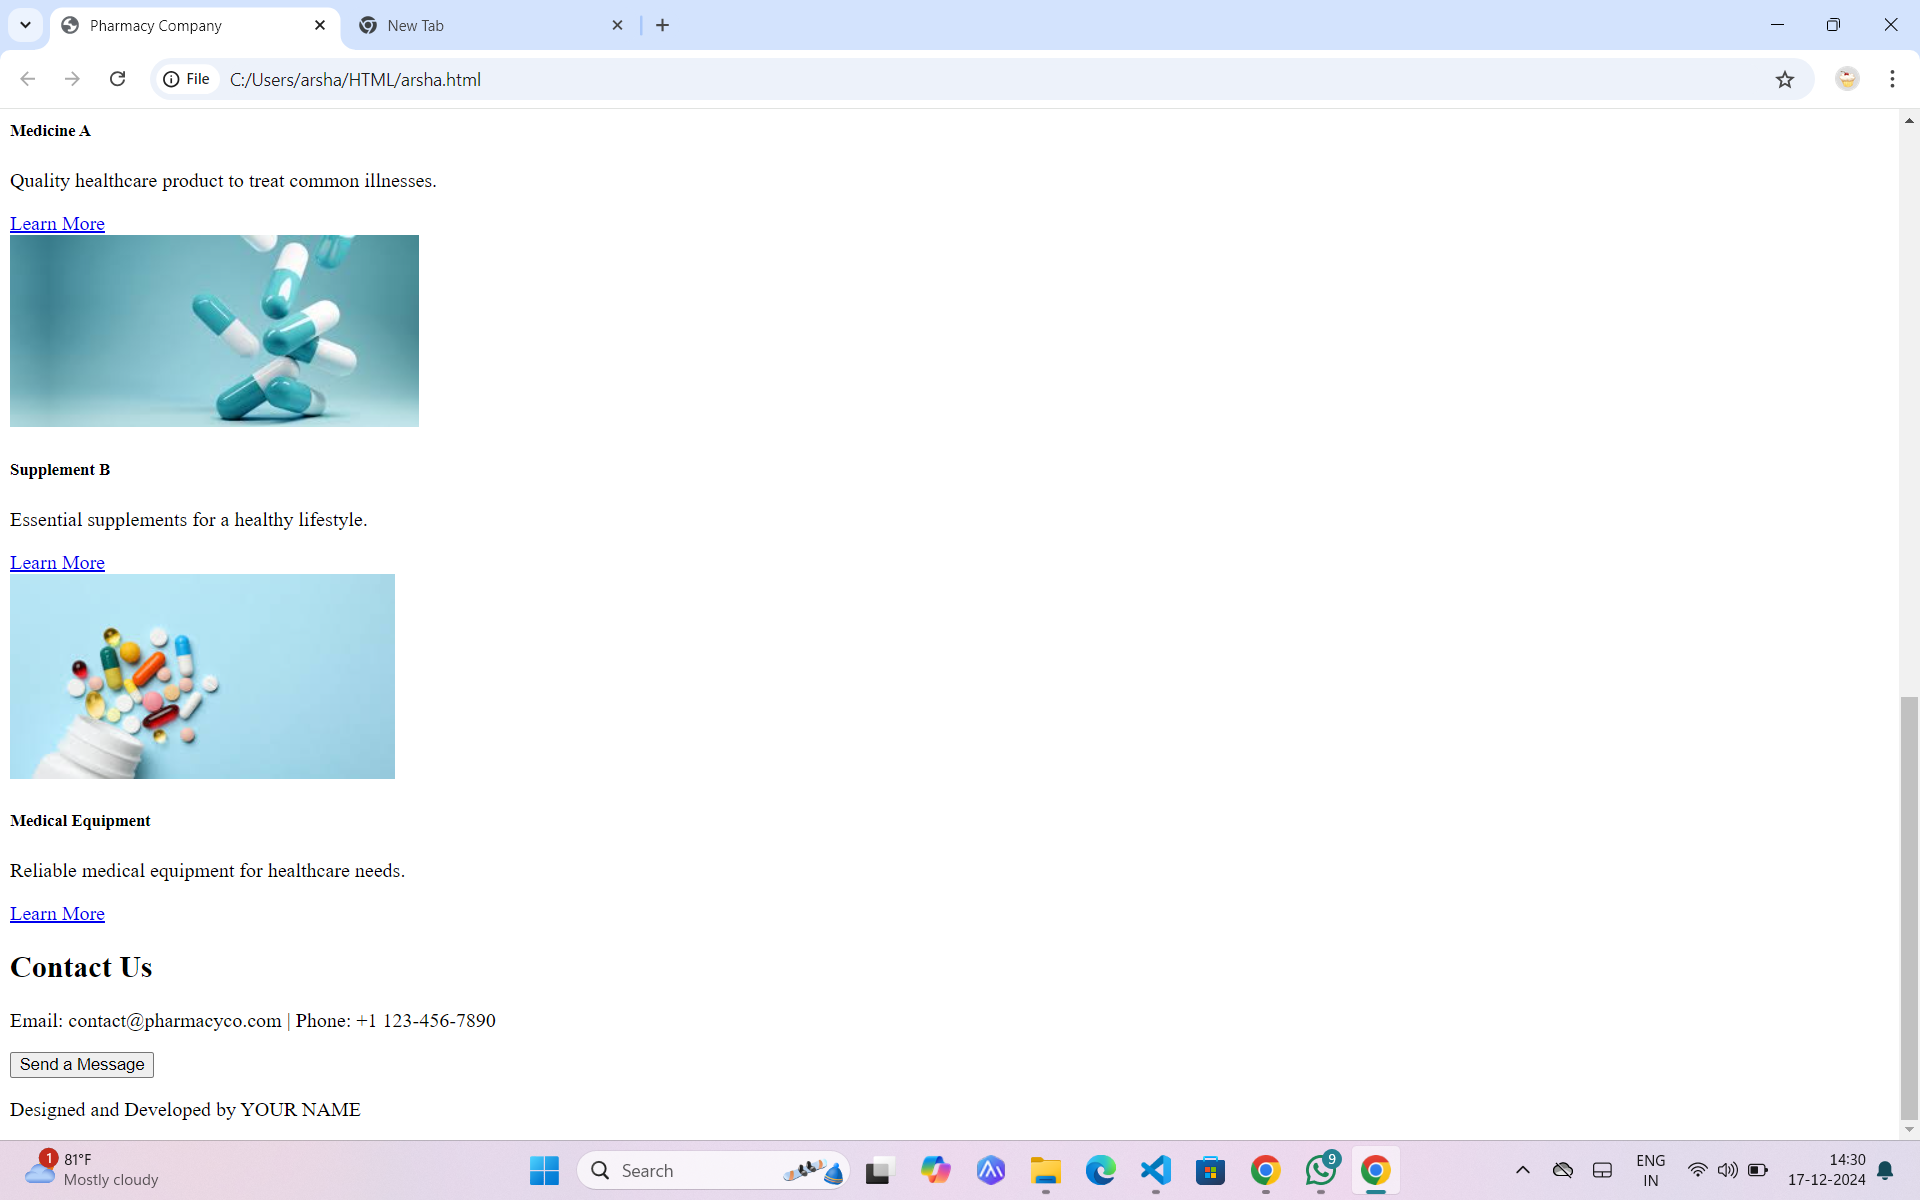 Pharmacy Company
New Tab
File
C:/Users/arsha/HTML/arsha.html
Medicine A
Quality healthcare product to treat common illnesses.
Learn More
Supplement B
Essential supplements for a healthy lifestyle.
Learn More
Medical Equipment
Reliable medical equipment for healthcare needs.
Learn More
Contact Us
Email: contact@pharmacyco.com | Phone: +1 123-456-7890
Send a Message
Designed and Developed by YOUR NAME
1
81°F
Mostly cloudy
Search
9
ENG
IN
14:30
17-12-2024